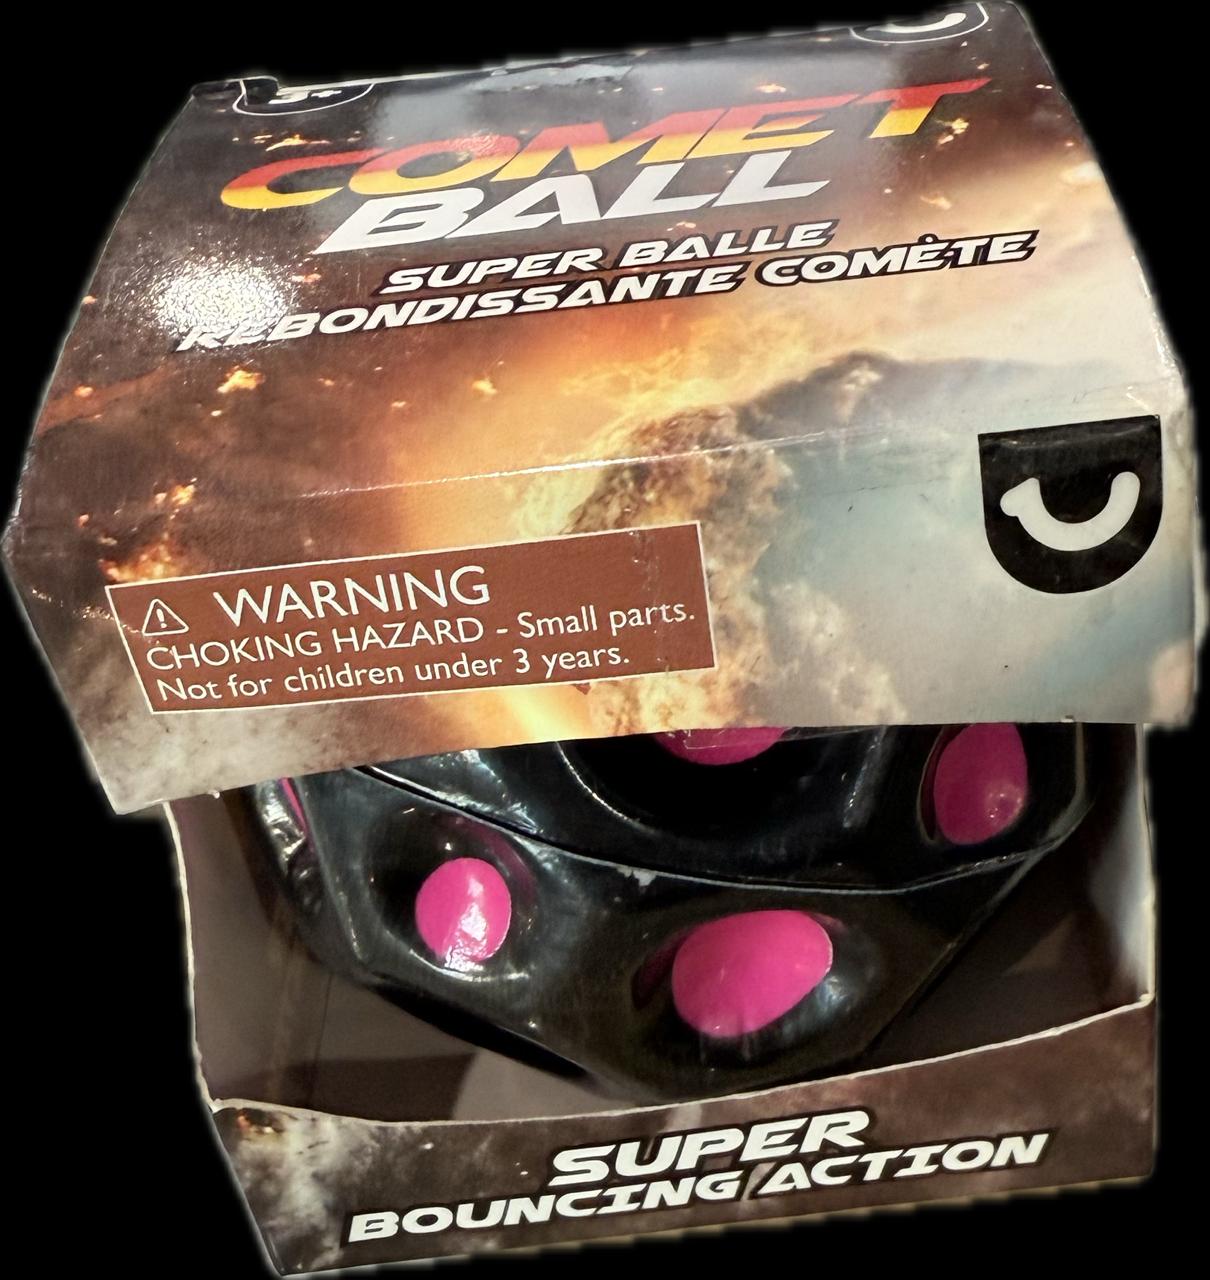 3+
COMET
BALL
SUPER BALLE
REBONDISSANTE COMÈTE
WARNING
CHOKING HAZARD - Small parts.
Not for children under 3 years.
SUPER
BOUNCING ACTION